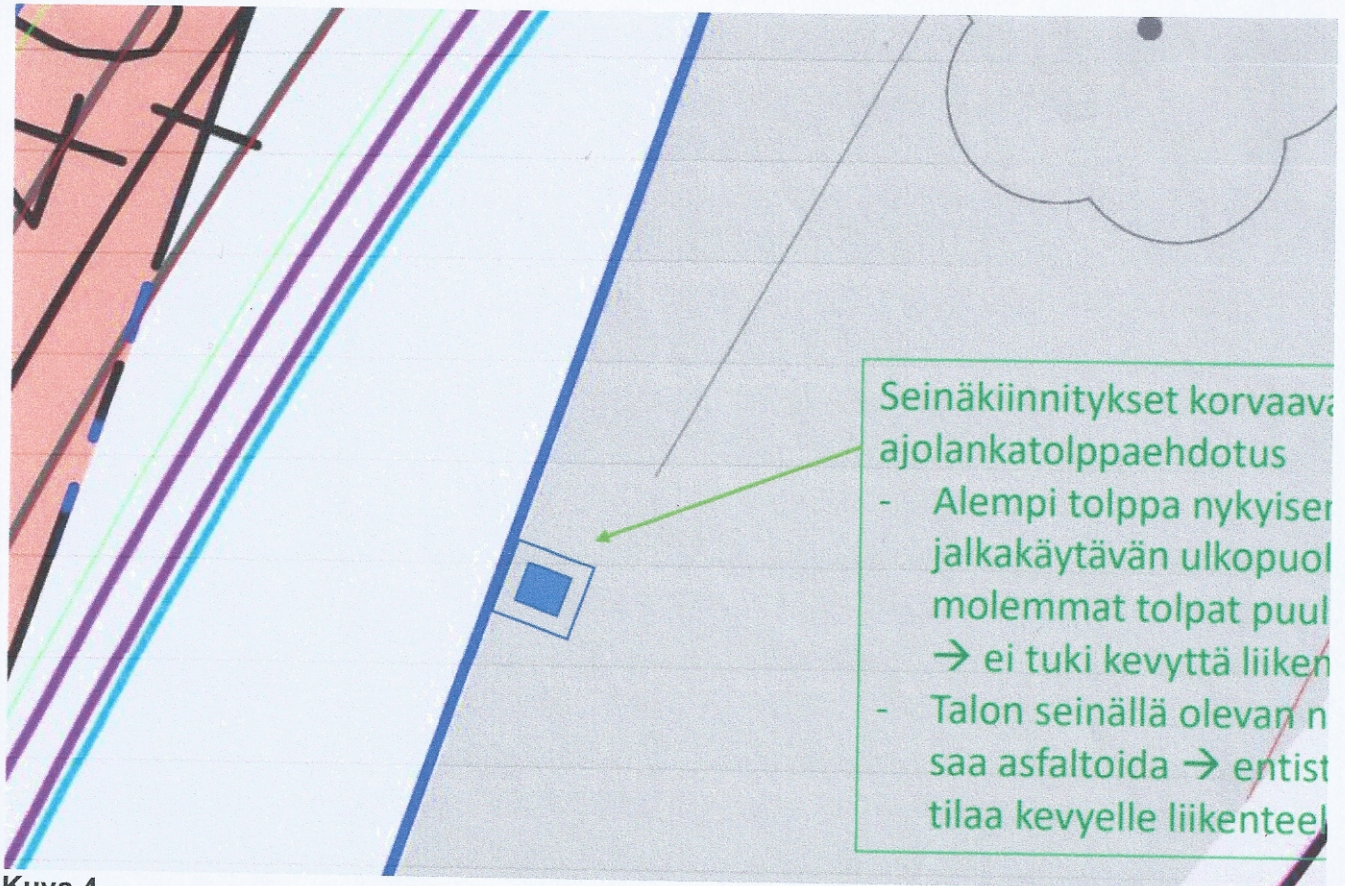 Seinäkiinnitykset korvaava
ajolankatolppaehdotus
- Alempi tolppa nykyisen
jalkakäytävän ulkopuol
molemmat tolpat puul
→ ei tuki kevyttä liiken
- Talon seinällä olevan n
saa asfaltoida → entist
tilaa kevyelle liikenteel
Kuva 4